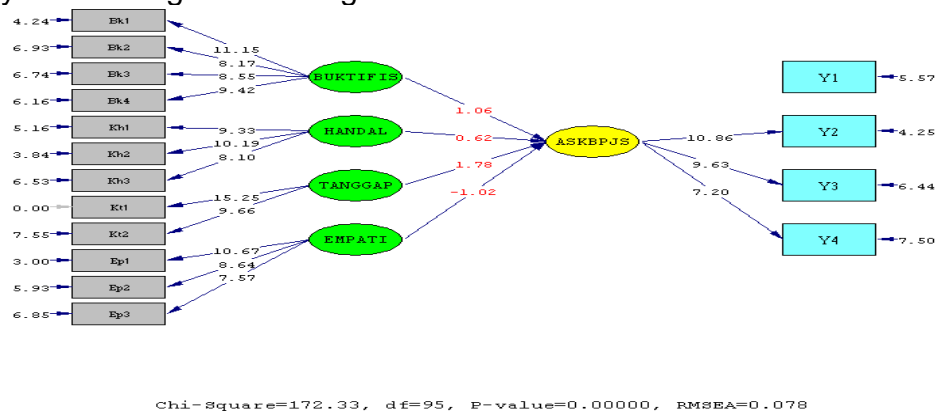 4.24 Bk1
6.93 Bk2
6.74 Bk3
6.16 Bk4
5.16 Kh1
3.84 Kh2
6.53 Kh3
0.00 Kt1
7.55 Kt2
3.00 Ep1
5.93 Ep2
6.85 Ep3
11.15
8.17
8.55
9.42
9.33
10.19
8.10
15.25
9.66
10.67
8.64
7.57
BUKTIFIS
HANDAL
TANGGAP
EMPATI
1.06
0.62
1.78
-1.02
ASKBPJS
10.86
9.63
7.20
Y1 5.57
Y2 4.25
Y3 6.44
Y4 7.50
Chi-Square=172.33, df=95, P-value=0.00000, RMSEA=0.078